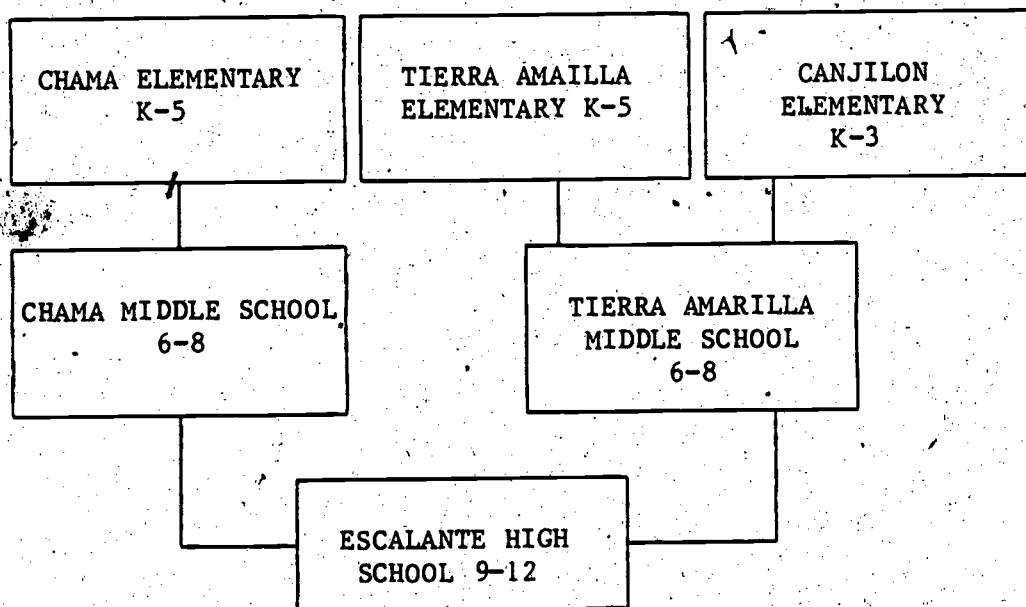 CHAMA ELEMENTARY
K-5
TIERRA AMAILLA
ELEMENTARY K-5
CANJILON
ELEMENTARY
K-3
CHAMA MIDDLE SCHOOL
6-8
TIERRA AMARILLA
MIDDLE SCHOOL
6-8
ESCALANTE HIGH
SCHOOL 9-12